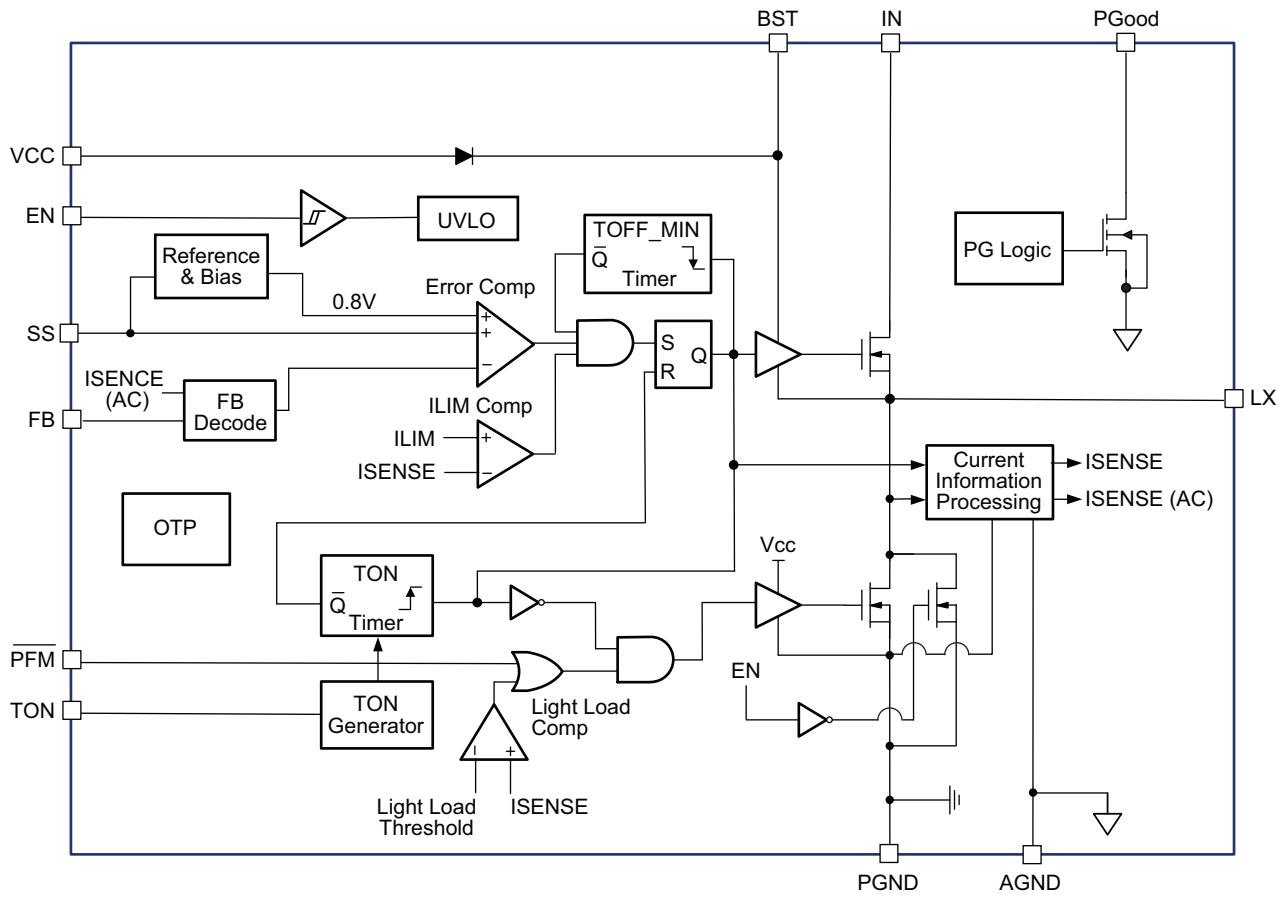 BST
IN
PGood
VCC
EN
UVLO
TOFF_MIN
Q̅
Timer
PG Logic
Reference
& Bias
0.8V
Error Comp
+
+
−
SS
S
R
Q
ISENCE
(AC)
FB
Decode
FB
LX
ILIM Comp
ILIM
+
ISENSE
−
Current
Information
Processing
ISENSE
ISENSE (AC)
OTP
Vcc
TON
Q̅
Timer
P̅F̅M̅
EN
TON
TON
Generator
Light Load
Comp
−
+
Light Load
Threshold
ISENSE
PGND
AGND